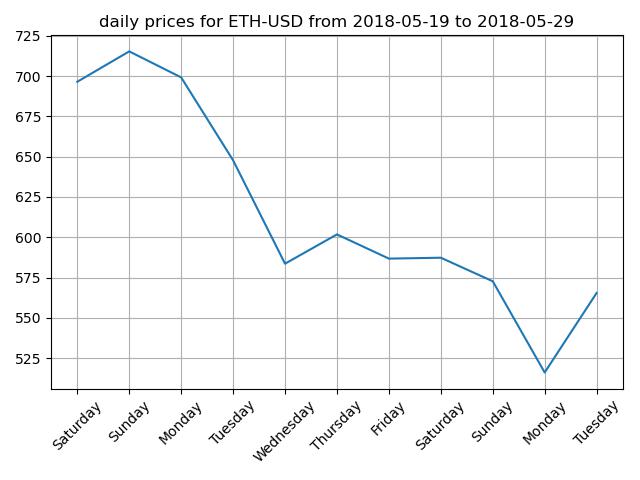 daily prices for ETH-USD from 2018-05-19 to 2018-05-29
725
700
675
650
625
600
575
550
525
Saturday
Sunday
Monday
Tuesday
Wednesday
Thursday
Friday
Saturday
Sunday
Monday
Tuesday